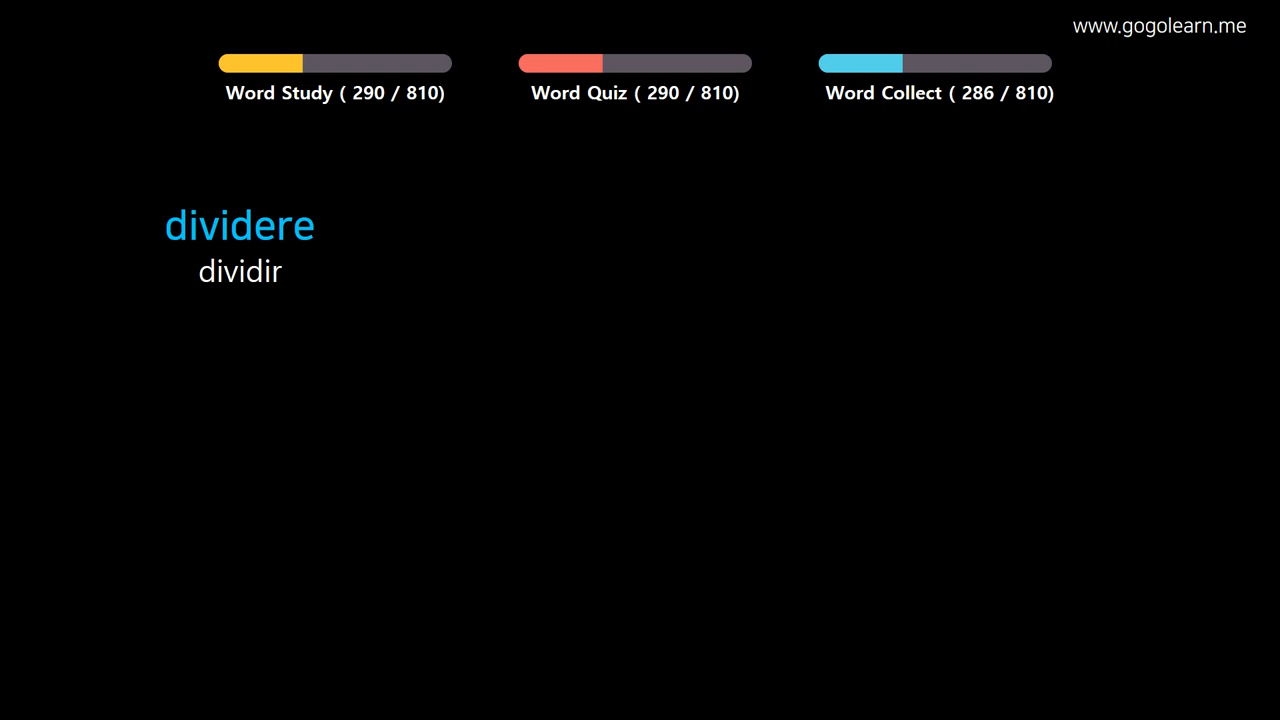 www.gogolearn.me
Word Study ( 290 / 810)
Word Quiz ( 290 / 810)
Word Collect ( 286 / 810)
dividere
dividir